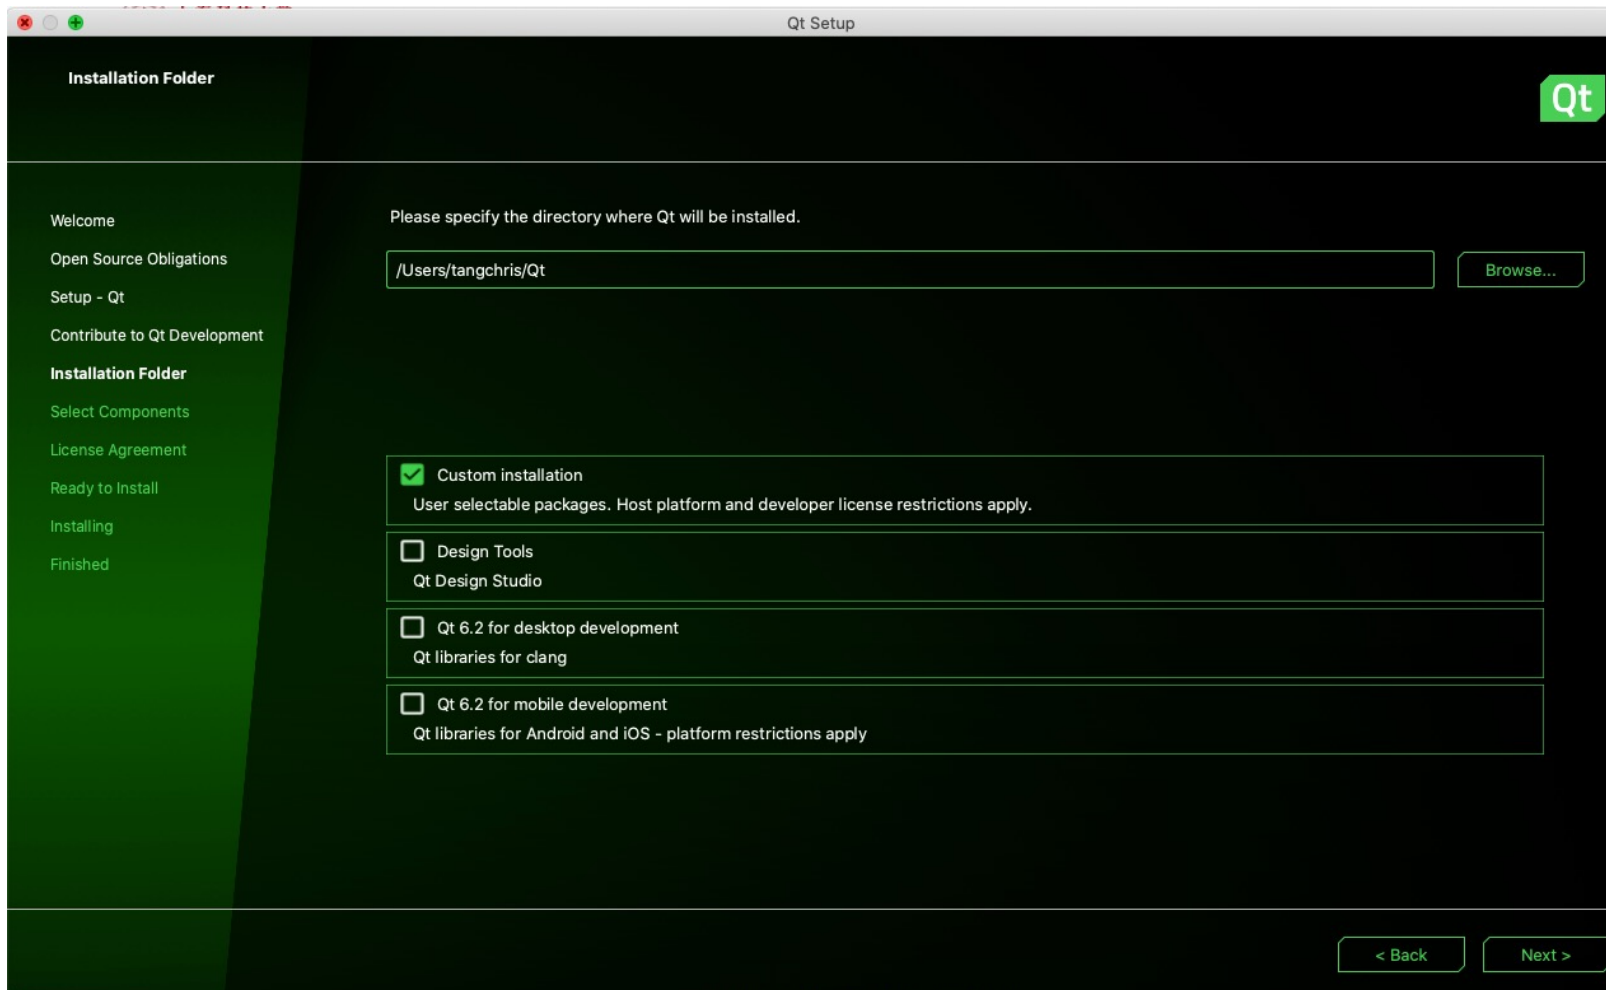 Qt Setup
Installation Folder
Qt
Welcome
Open Source Obligations
Setup - Qt
Contribute to Qt Development
Installation Folder
Select Components
License Agreement
Ready to Install
Installing
Finished
Please specify the directory where Qt will be installed.
/Users/tangchris/Qt
Browse...
Custom installation
User selectable packages. Host platform and developer license restrictions apply.
Design Tools
Qt Design Studio
Qt 6.2 for desktop development
Qt libraries for clang
Qt 6.2 for mobile development
Qt libraries for Android and iOS - platform restrictions apply
< Back
Next >